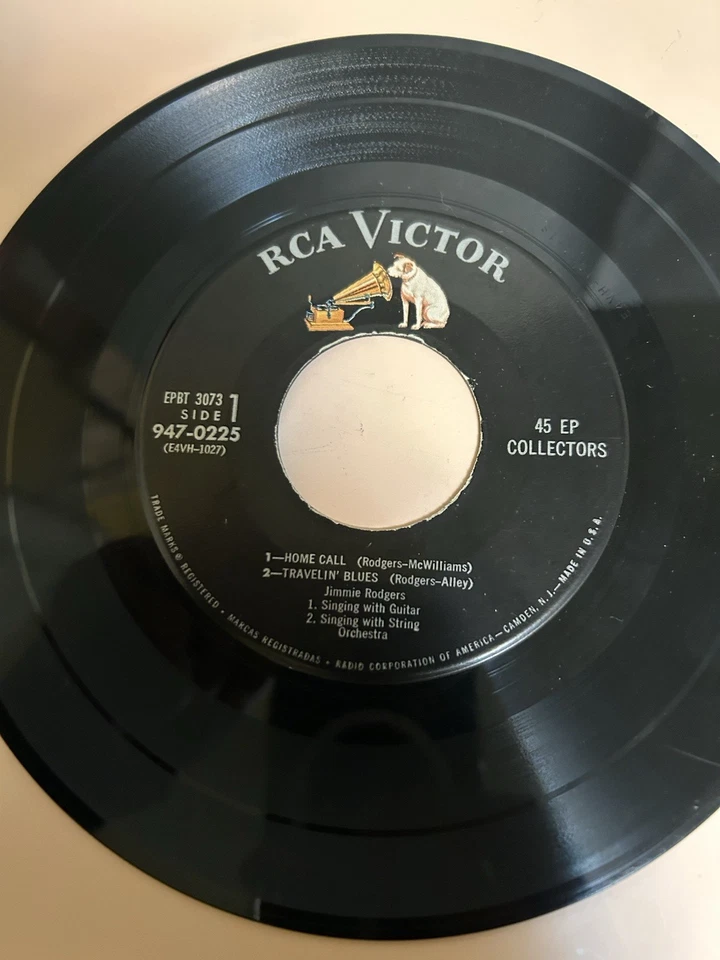 RCA VICTOR
EPBT 3073
SIDE 1
947-0225
(E4VH-1027)
45 EP
COLLECTORS
1—HOME CALL (Rodgers-McWilliams)
2—TRAVELIN' BLUES (Rodgers-Alley)
Jimmie Rodgers
1. Singing with Guitar
2. Singing with String
Orchestra
TRADE MARKS ® REGISTERED • MARCAS REGISTRADAS • RADIO CORPORATION OF AMERICA—CAMDEN, N. J.—MADE IN U. S. A.